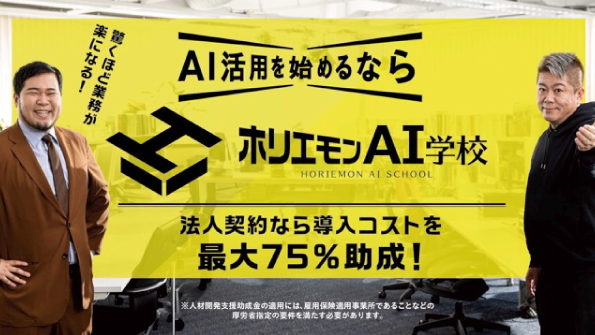 驚くほど業務が
楽になる!
AI活用を始めるなら
ホリエモンAI学校
HORIEMON AI SCHOOL
法人契約なら導入コストを
最大75%助成!
※人材開発支援助成金の適用には、雇用保険適用事業所であることなどの
厚労省指定の要件を満たす必要があります。